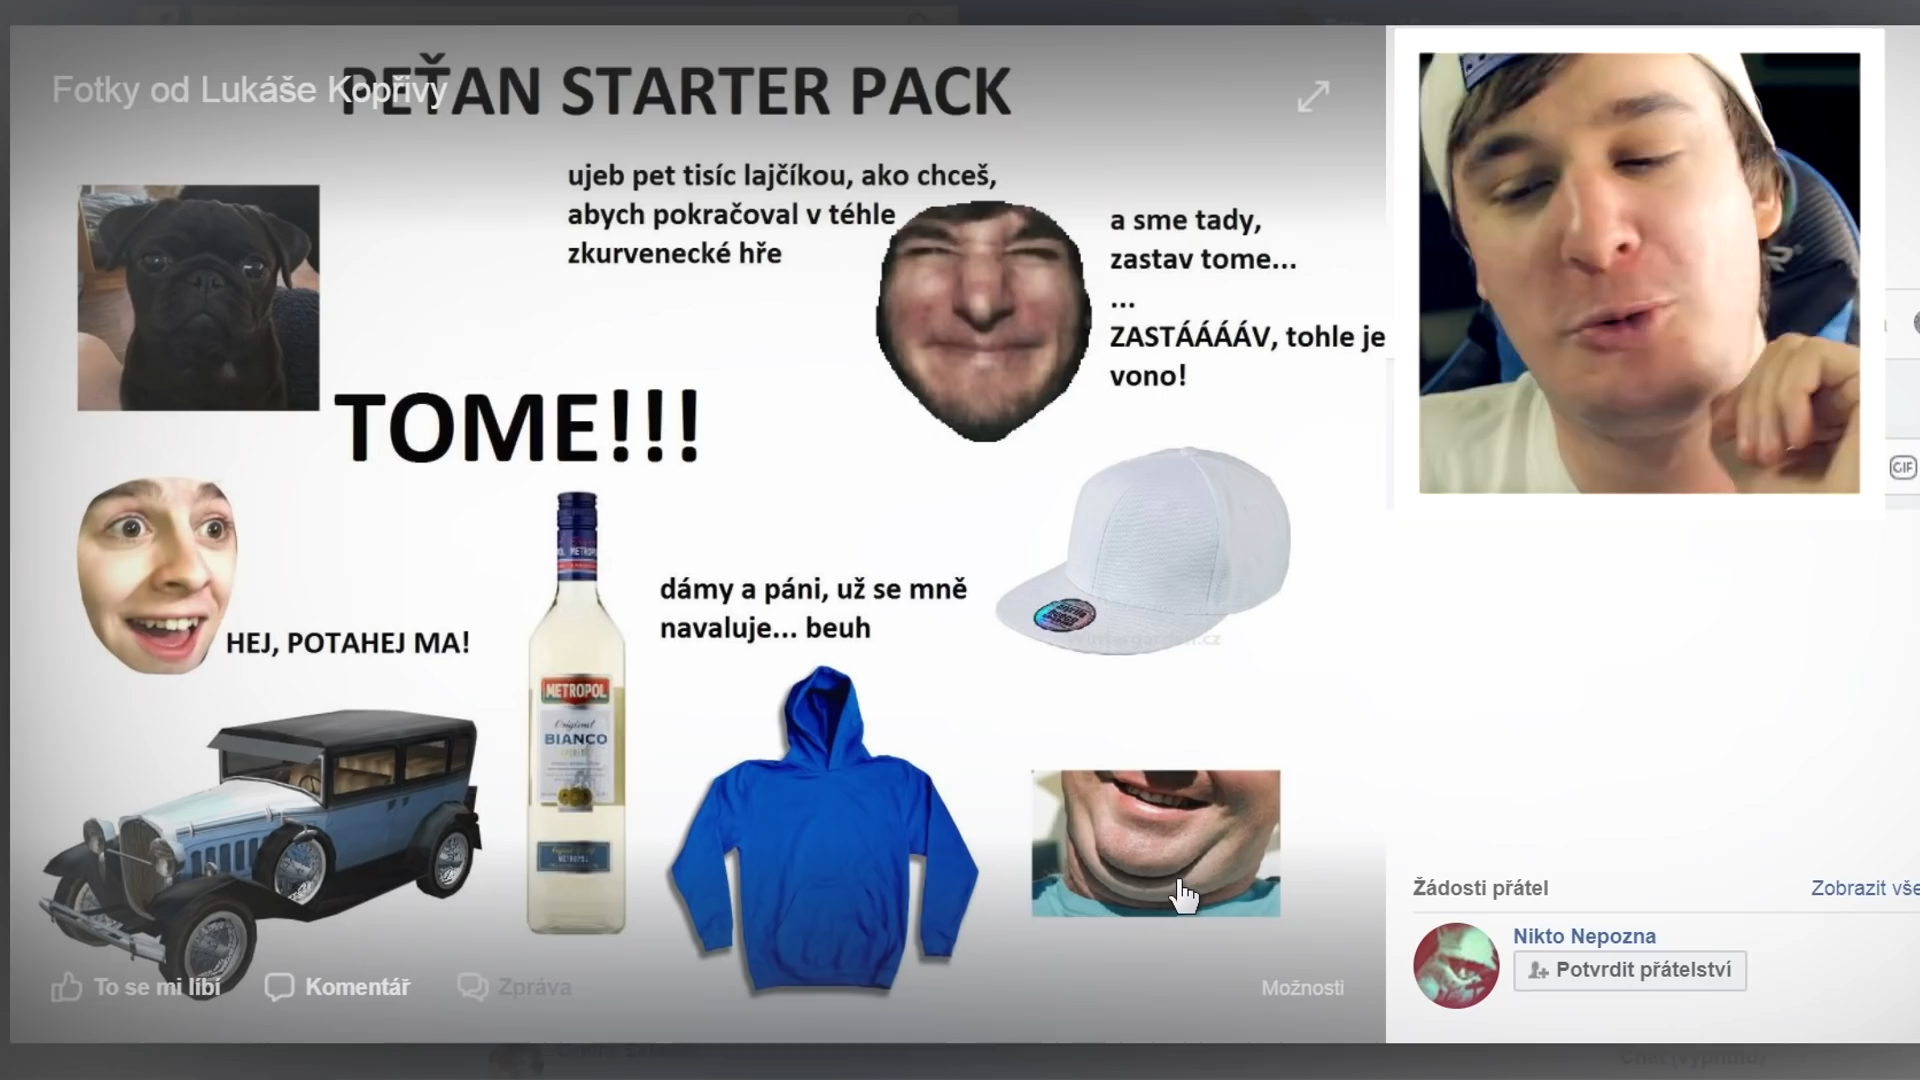 Fotky od Lukáše Kopřivy
PEŤAN STARTER PACK
ujeb pet tisíc lajčíkou, ako chceš,
abych pokračoval v téhle
zkurvenecké hře
a sme tady,
zastav tome...
...
ZASTÁÁÁÁV, tohle je
vono!
TOME!!!
HEJ, POTAHEJ MA!
dámy a páni, už se mně
navaluje... beuh
METROPOL
Original
BIANCO
METROPOL
GIF
To se mi líbí
Komentář
Zpráva
Možnosti
Žádosti přátel
Zobrazit vše
Nikto Nepozna
Potvrdit přátelství